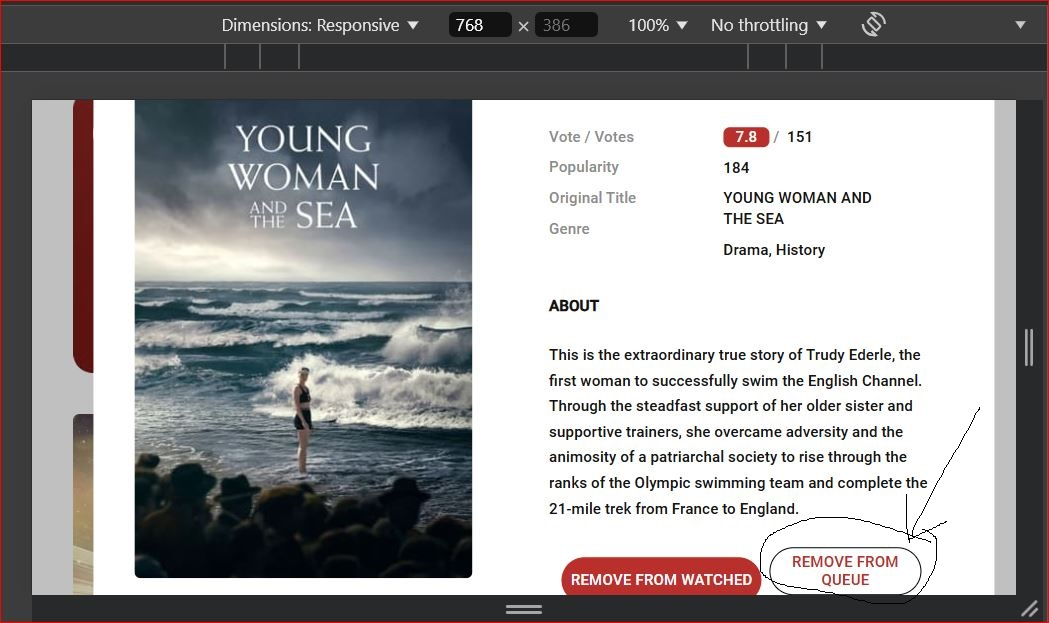 Dimensions: Responsive 768 × 386 100% No throttling
YOUNG
WOMAN
AND THE SEA
Vote / Votes 7.8 / 151
Popularity 184
Original Title YOUNG WOMAN AND
THE SEA
Genre
Drama, History
ABOUT
This is the extraordinary true story of Trudy Ederle, the
first woman to successfully swim the English Channel.
Through the steadfast support of her older sister and
supportive trainers, she overcame adversity and the
animosity of a patriarchal society to rise through the
ranks of the Olympic swimming team and complete the
21-mile trek from France to England.
REMOVE FROM WATCHED
REMOVE FROM
QUEUE